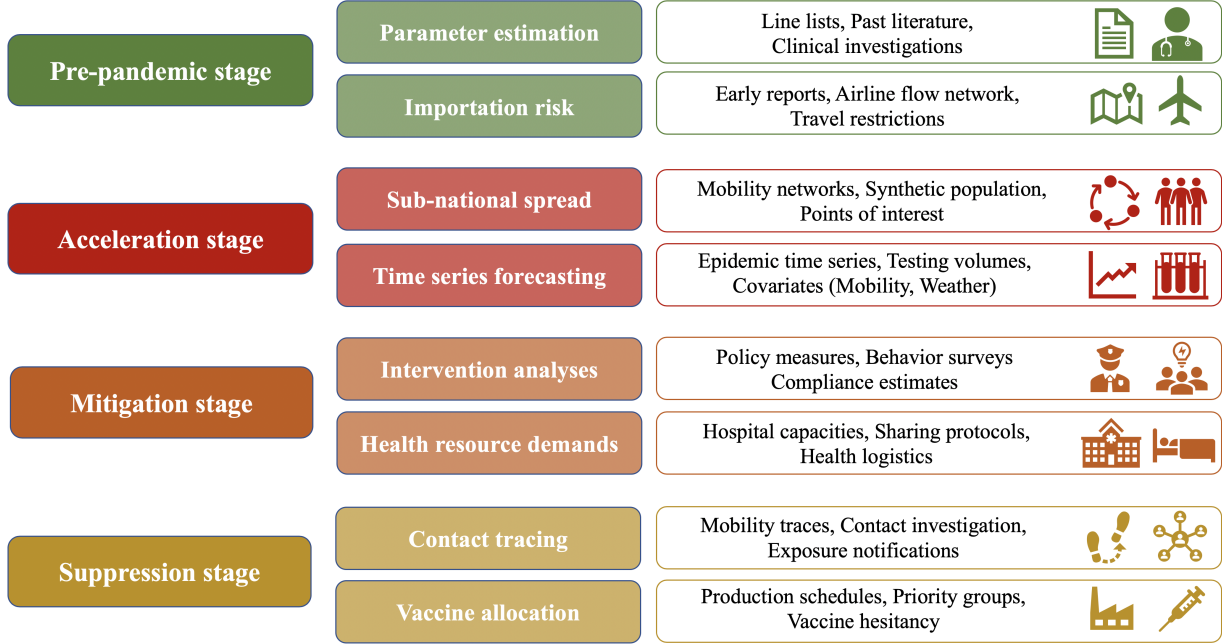 Pre-pandemic stage
Parameter estimation
Line lists, Past literature,
Clinical investigations
Importation risk
Early reports, Airline flow network,
Travel restrictions
Acceleration stage
Sub-national spread
Mobility networks, Synthetic population,
Points of interest
Time series forecasting
Epidemic time series, Testing volumes,
Covariates (Mobility, Weather)
Mitigation stage
Intervention analyses
Policy measures, Behavior surveys
Compliance estimates
Health resource demands
Hospital capacities, Sharing protocols,
Health logistics
Suppression stage
Contact tracing
Mobility traces, Contact investigation,
Exposure notifications
Vaccine allocation
Production schedules, Priority groups,
Vaccine hesitancy